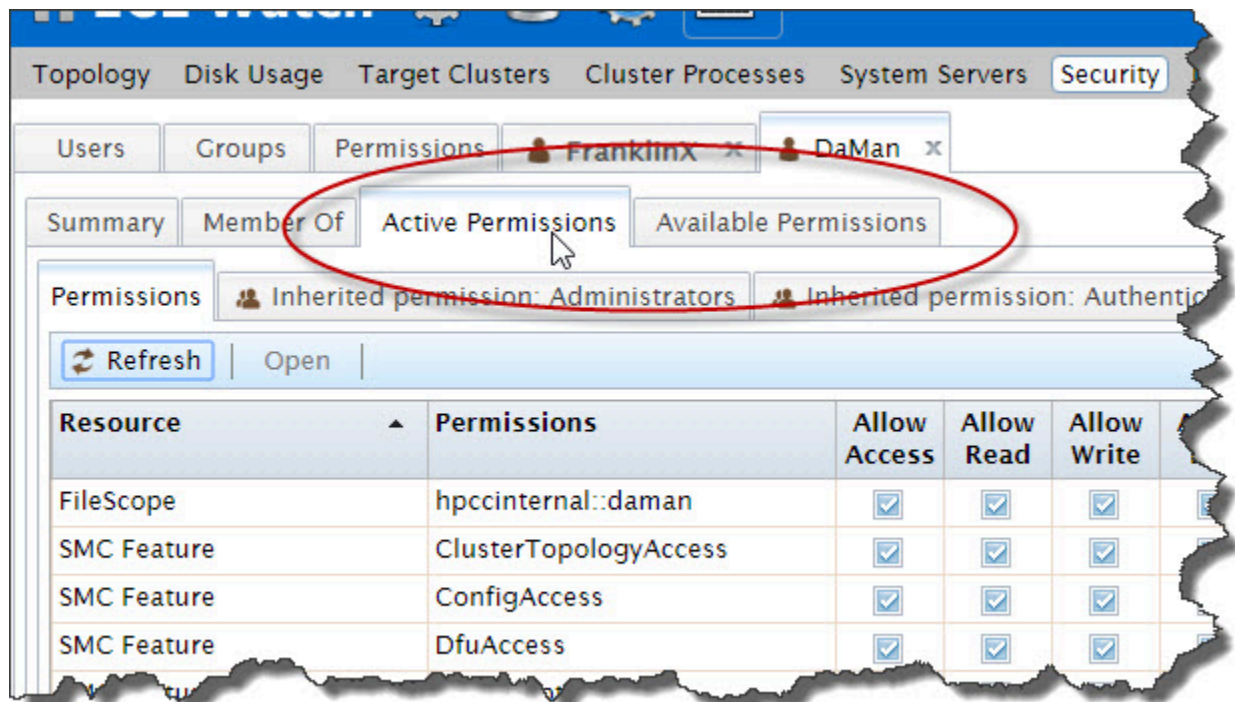 Watch
Topology Disk Usage Target Clusters Cluster Processes System Servers Security
Users Groups Permissions FranklinX x DaMan x
Summary Member Of Active Permissions Available Permissions
Permissions Inherited permission: Administrators Inherited permission: Authentic
Refresh Open
Resource Permissions Allow Access Allow Read Allow Write
FileScope hpccinternal::daman
SMC Feature ClusterTopologyAccess
SMC Feature ConfigAccess
SMC Feature DfuAccess